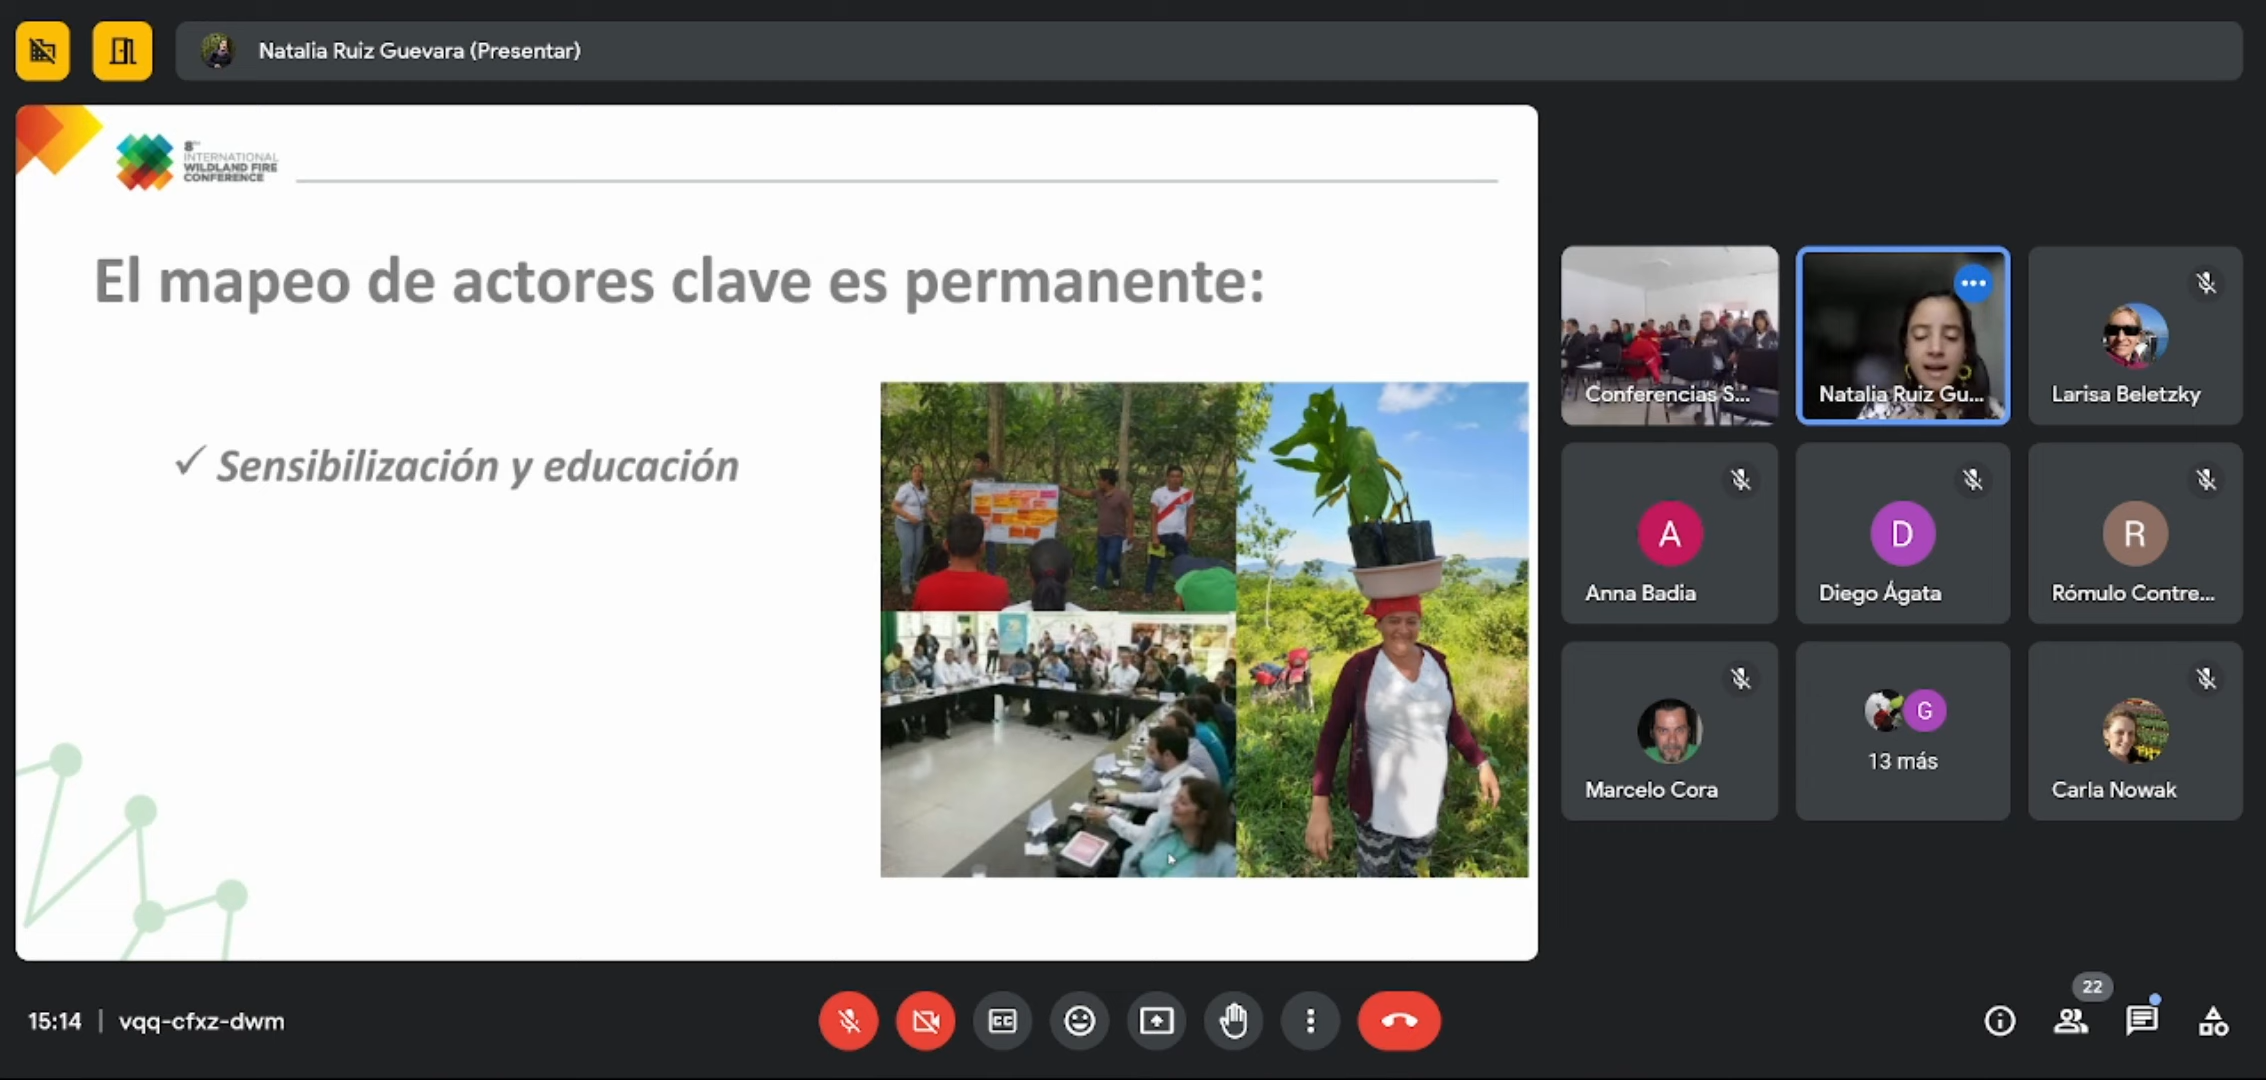 Natalia Ruiz Guevara (Presentar)
8TH
INTERNATIONAL
WILDLAND FIRE
CONFERENCE
El mapeo de actores clave es permanente:
✓ Sensibilización y educación
Conferencias S...
Natalia Ruiz Gu...
Larisa Beletzky
A
Anna Badia
D
Diego Ágata
R
Rómulo Contre...
Marcelo Cora
G
13 más
Carla Nowak
15:14 | vqq-cfxz-dwm
CC
22